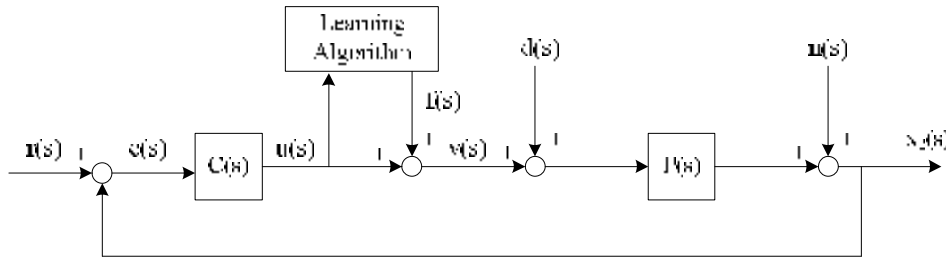 Learning
Algorithm
d(s)
n(s)
f(s)
r(s)
e(s)
C(s)
u(s)
v(s)
P(s)